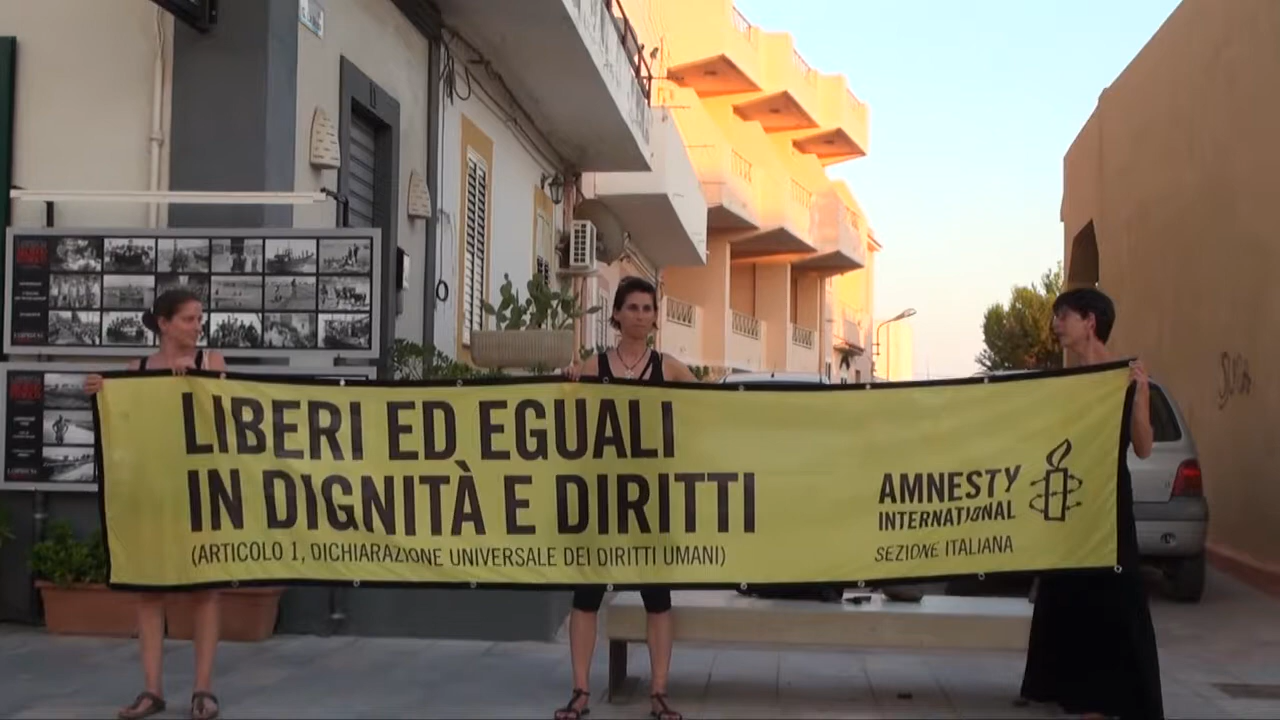 LIBERI ED EGUALI
IN DIGNITÀ E DIRITTI
(ARTICOLO 1, DICHIARAZIONE UNIVERSALE DEI DIRITTI UMANI)
AMNESTY
INTERNATIONAL
SEZIONE ITALIANA